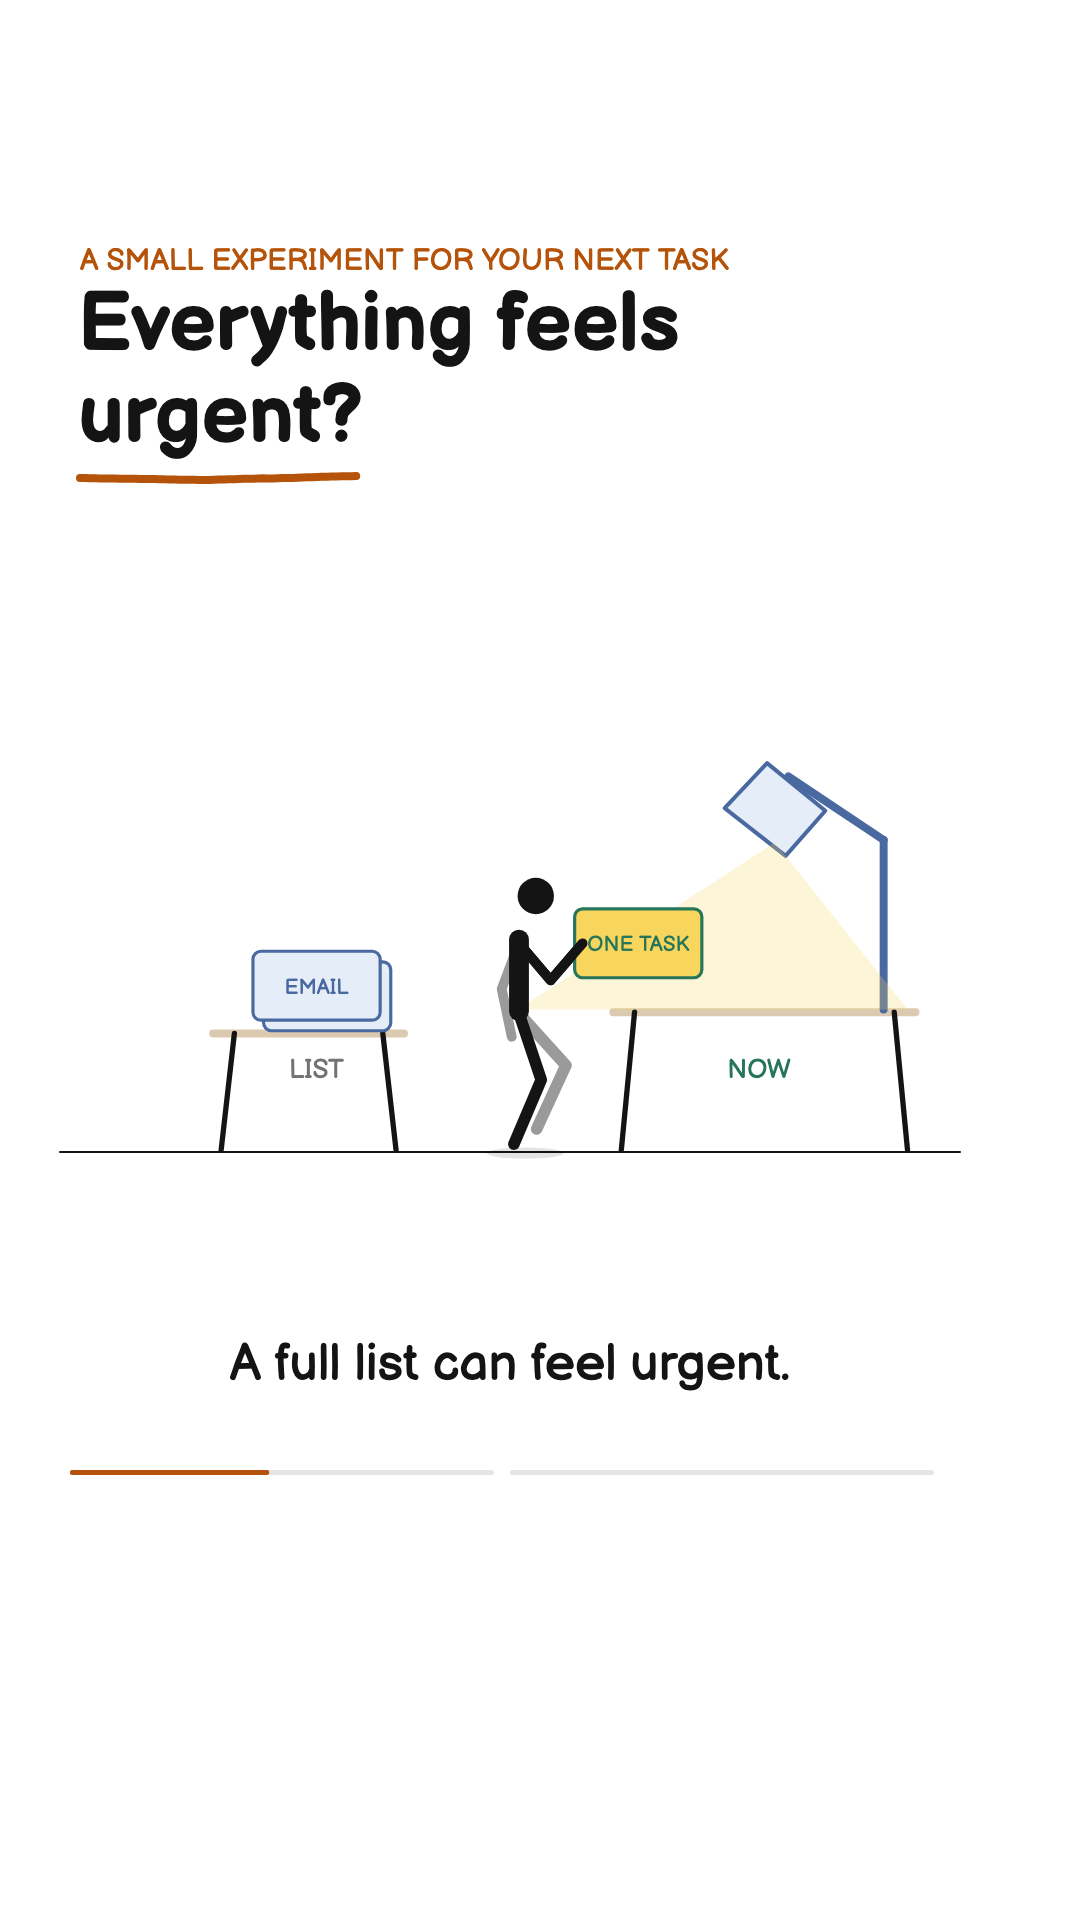 A SMALL EXPERIMENT FOR YOUR NEXT TASK
Everything feels
urgent?
ONE TASK
EMAIL
LIST
NOW
A full list can feel urgent.